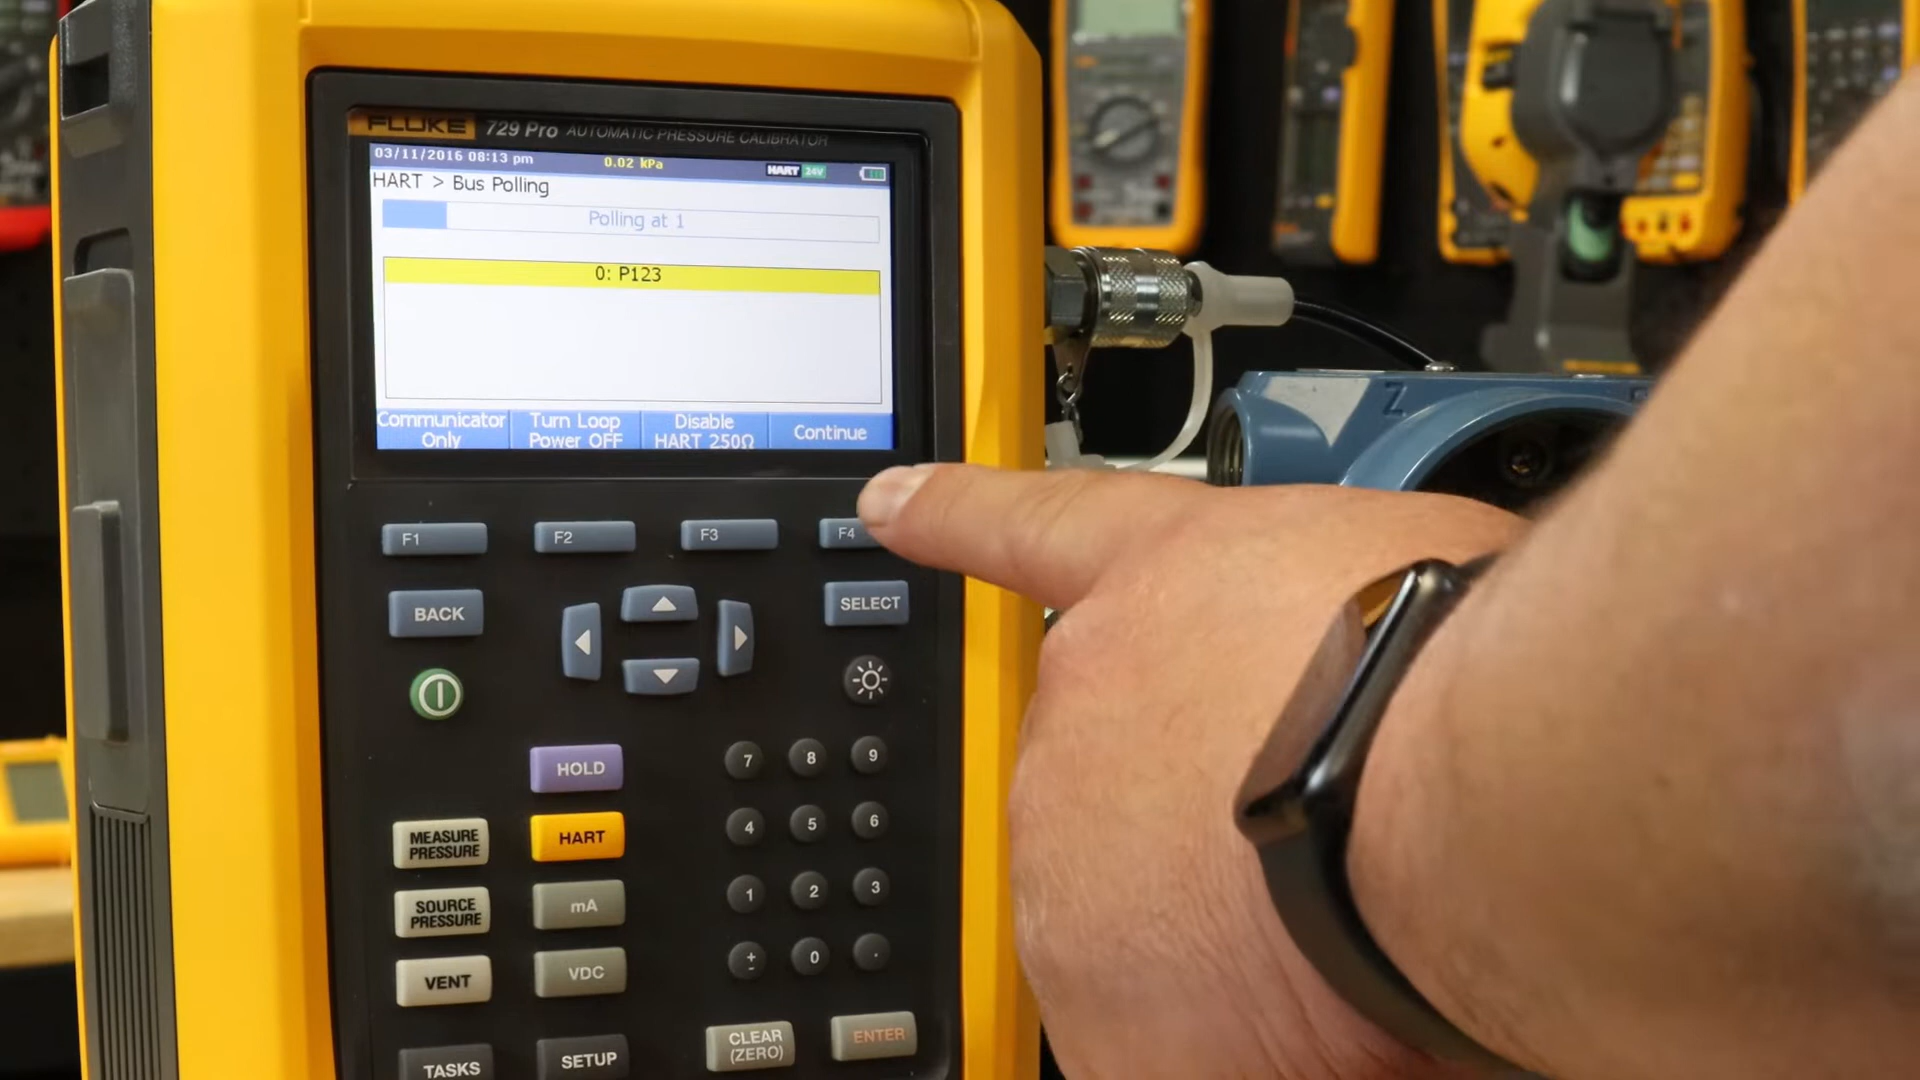 FLUKE 729 Pro AUTOMATIC PRESSURE CALIBRATOR
03/11/2016 08:13 pm 0.02 kPa HART 24V
HART > Bus Polling
Polling at 1
0: P123
Communicator Only
Turn Loop Power OFF
Disable HART 250Ω
Continue
F1 F2 F3 F4
BACK SELECT
HOLD
7 8 9
MEASURE PRESSURE
HART
4 5 6
SOURCE PRESSURE
mA
1 2 3
VENT
VDC
+ - 0 .
TASKS
SETUP
CLEAR (ZERO)
ENTER
Z